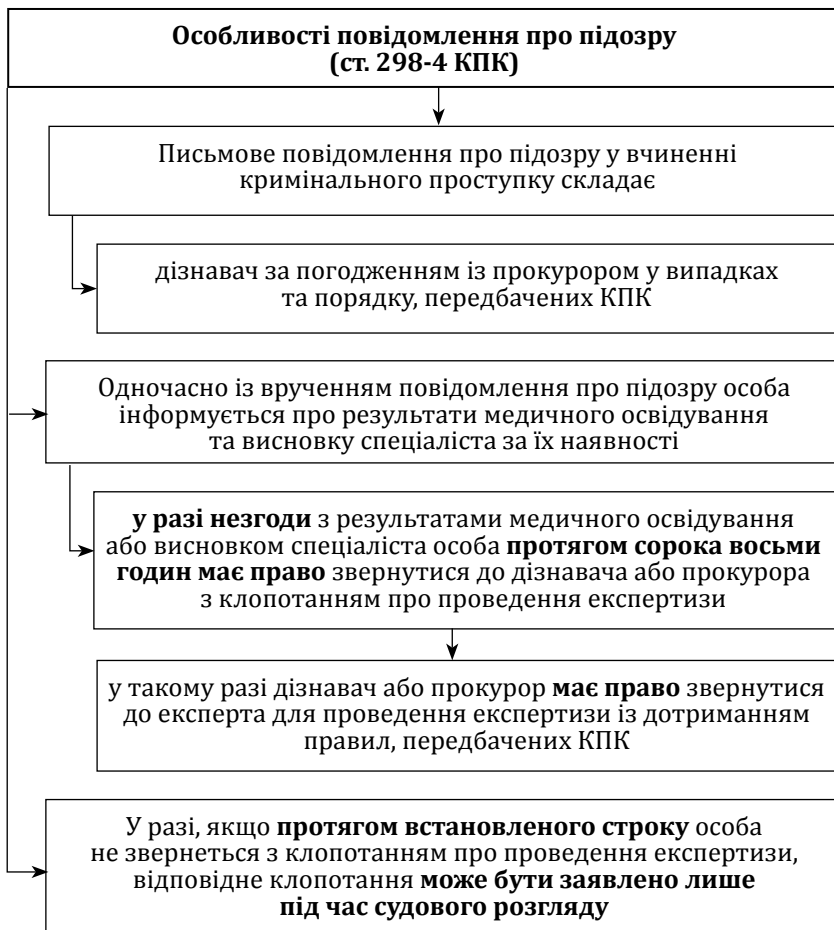 Особливості повідомлення про підозру
(ст. 298-4 КПК)
Письмове повідомлення про підозру у вчиненні
кримінального проступку складає
дізнавач за погодженням із прокурором у випадках
та порядку, передбачених КПК
Одночасно із врученням повідомлення про підозру особа
інформується про результати медичного освідування
та висновку спеціаліста за їх наявності
у разі незгоди з результатами медичного освідування
або висновком спеціаліста особа протягом сорока восьми
годин має право звернутися до дізнавача або прокурора
з клопотанням про проведення експертизи
у такому разі дізнавач або прокурор має право звернутися
до експерта для проведення експертизи із дотриманням
правил, передбачених КПК
У разі, якщо протягом встановленого строку особа
не звернеться з клопотанням про проведення експертизи,
відповідне клопотання може бути заявлено лише
під час судового розгляду